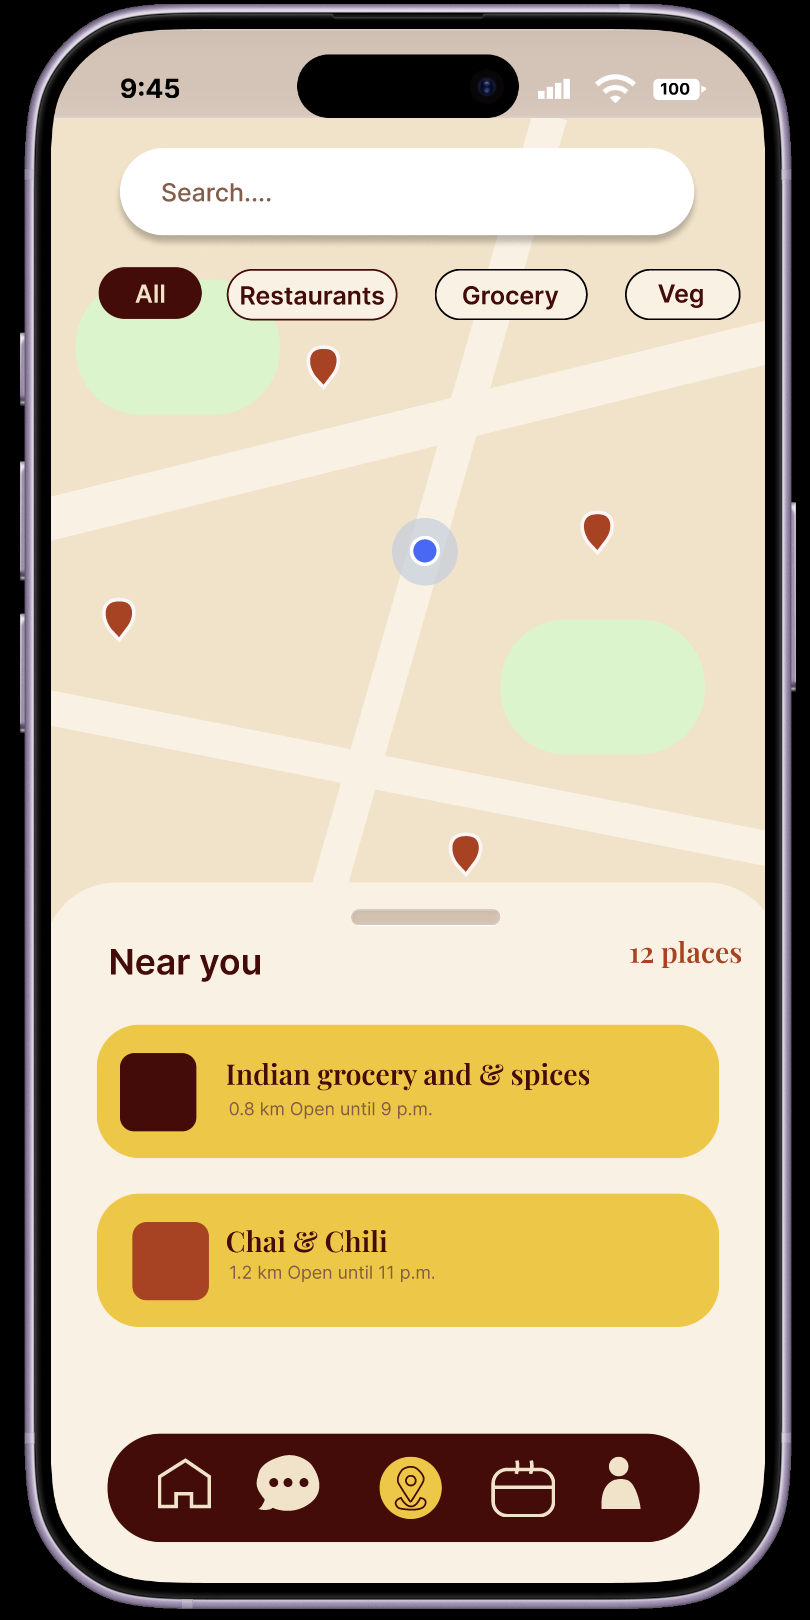 9:45
100
Search....
All
Restaurants
Grocery
Veg
Near you
12 places
Indian grocery and & spices
0.8 km Open until 9 p.m.
Chai & Chili
1.2 km Open until 11 p.m.